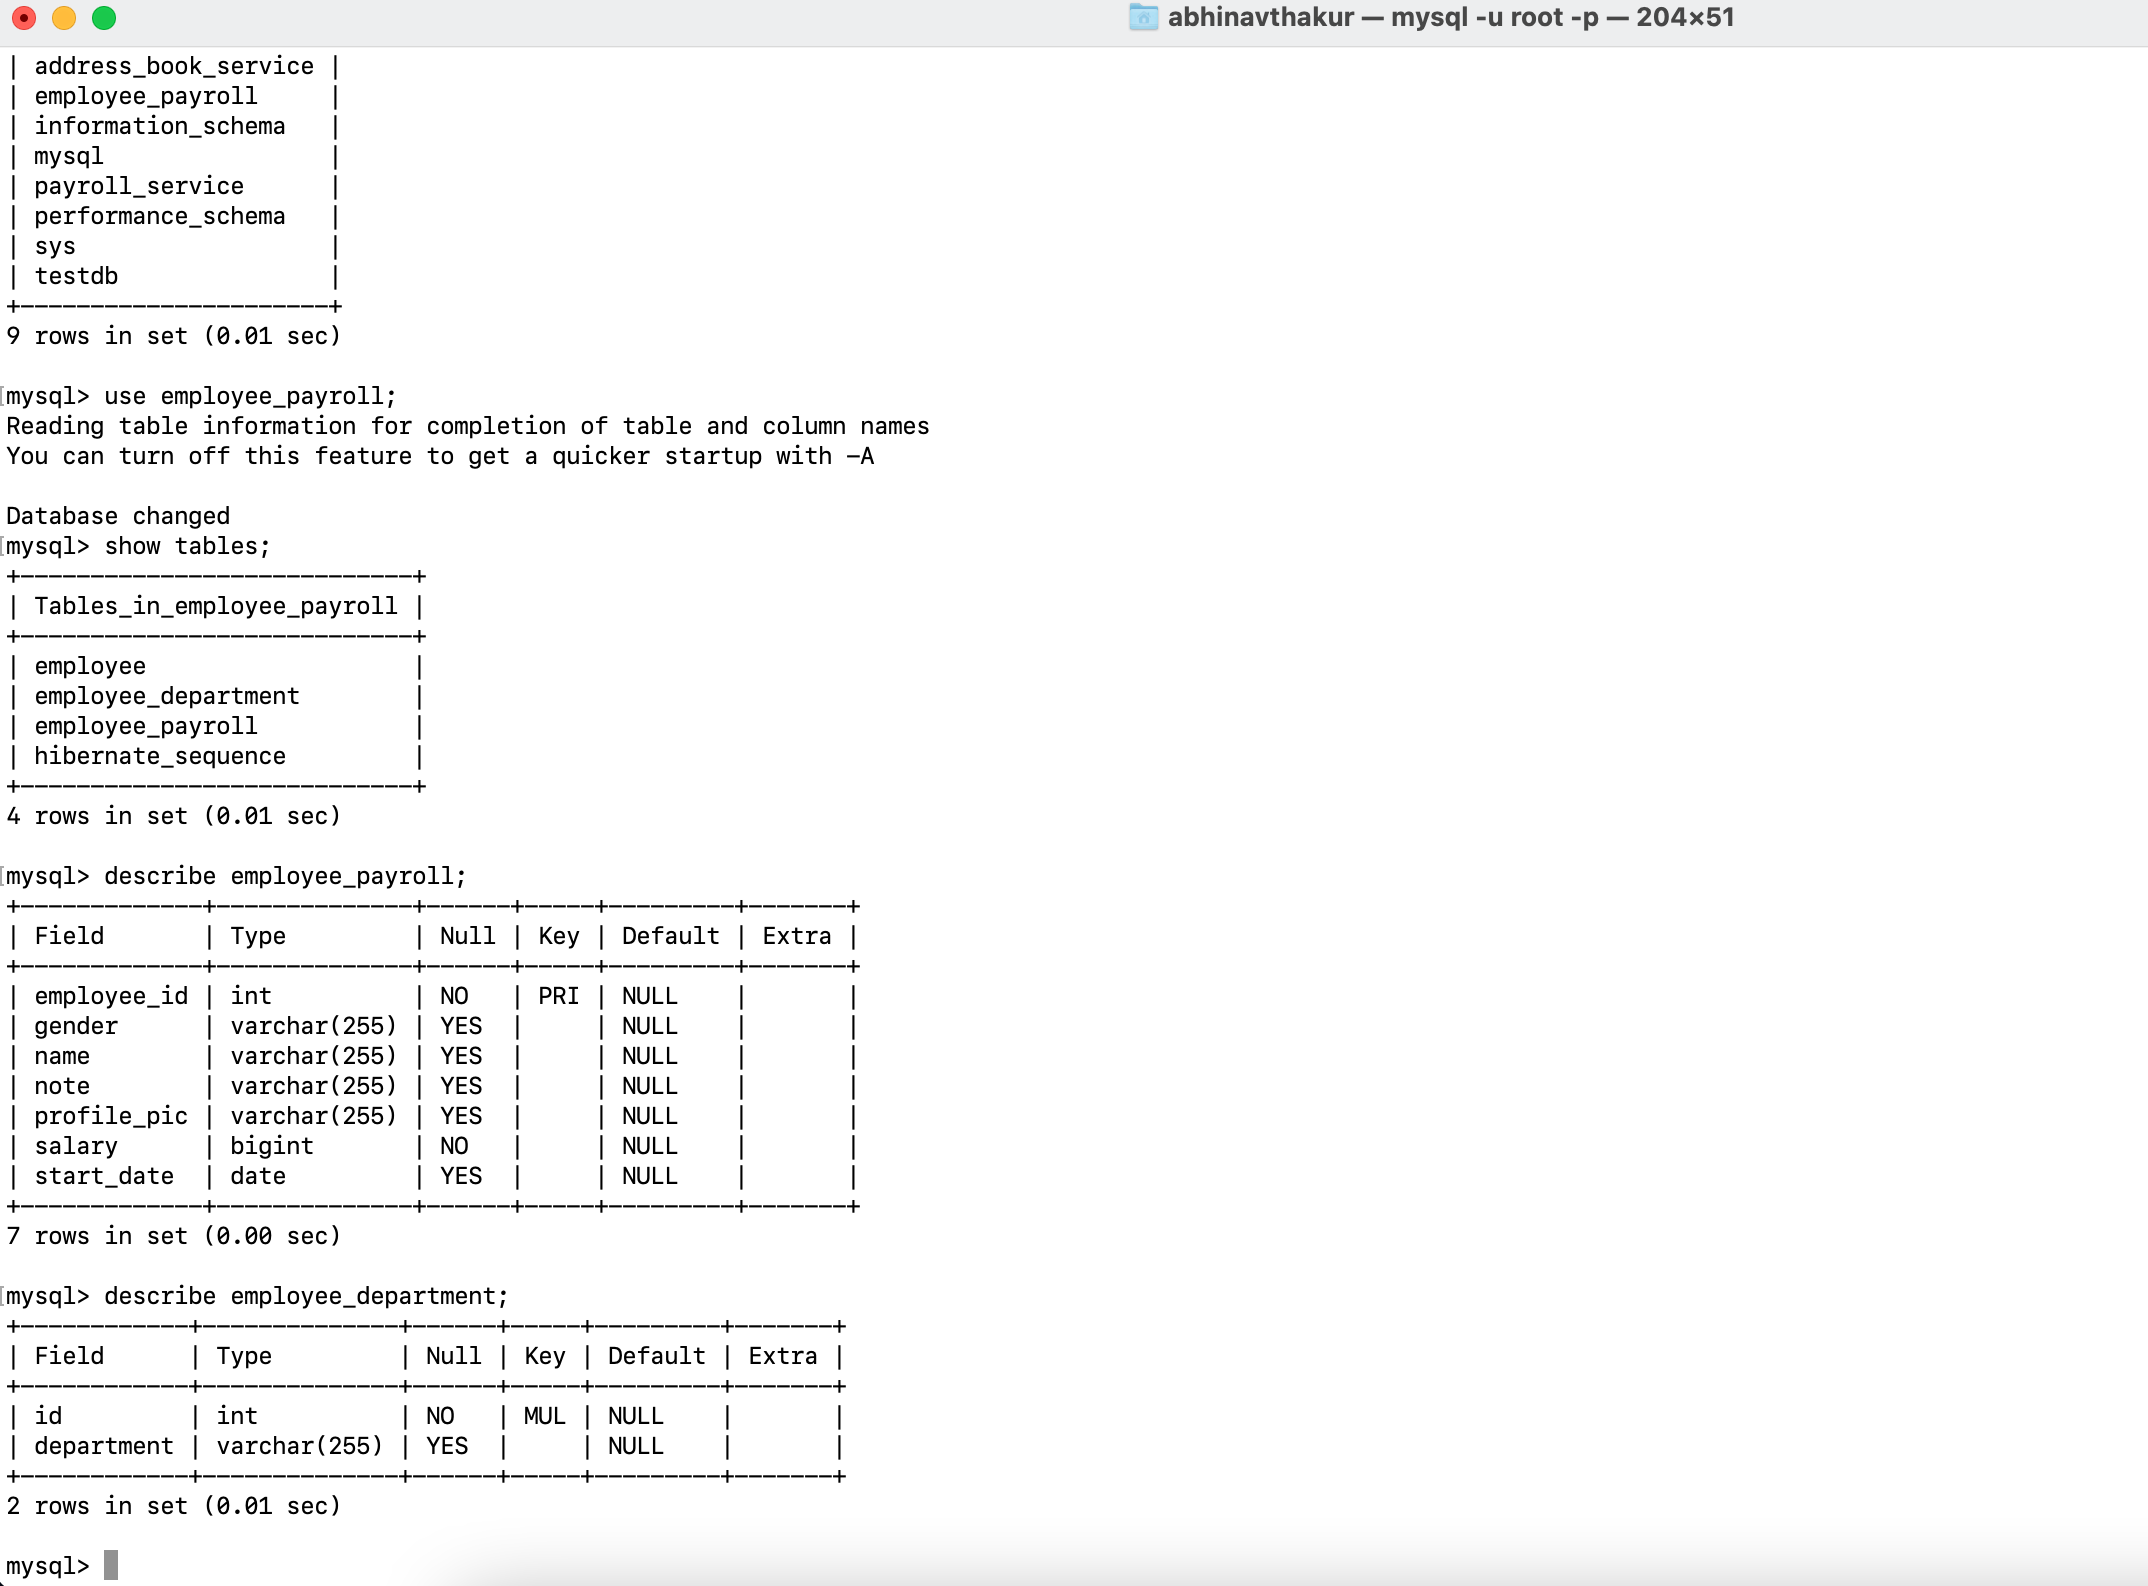 abhinavthakur — mysql -u root -p — 204×51
| address_book_service |
| employee_payroll     |
| information_schema   |
| mysql                |
| payroll_service      |
| performance_schema   |
| sys                  |
| testdb               |
+----------------------+
9 rows in set (0.01 sec)

mysql> use employee_payroll;
Reading table information for completion of table and column names
You can turn off this feature to get a quicker startup with -A

Database changed
mysql> show tables;
+----------------------------+
| Tables_in_employee_payroll |
+----------------------------+
| employee                   |
| employee_department        |
| employee_payroll           |
| hibernate_sequence         |
+----------------------------+
4 rows in set (0.01 sec)

mysql> describe employee_payroll;
+-------------+--------------+------+-----+---------+-------+
| Field       | Type         | Null | Key | Default | Extra |
+-------------+--------------+------+-----+---------+-------+
| employee_id | int          | NO   | PRI | NULL    |       |
| gender      | varchar(255) | YES  |     | NULL    |       |
| name        | varchar(255) | YES  |     | NULL    |       |
| note        | varchar(255) | YES  |     | NULL    |       |
| profile_pic | varchar(255) | YES  |     | NULL    |       |
| salary      | bigint       | NO   |     | NULL    |       |
| start_date  | date         | YES  |     | NULL    |       |
+-------------+--------------+------+-----+---------+-------+
7 rows in set (0.00 sec)

mysql> describe employee_department;
+------------+--------------+------+-----+---------+-------+
| Field      | Type         | Null | Key | Default | Extra |
+------------+--------------+------+-----+---------+-------+
| id         | int          | NO   | MUL | NULL    |       |
| department | varchar(255) | YES  |     | NULL    |       |
+------------+--------------+------+-----+---------+-------+
2 rows in set (0.01 sec)

mysql>